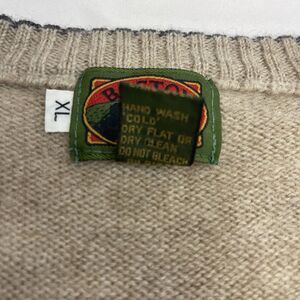 XL
HAND WASH
"COLD"
DRY FLAT OR
DRY CLEAN
DO NOT BLEACH